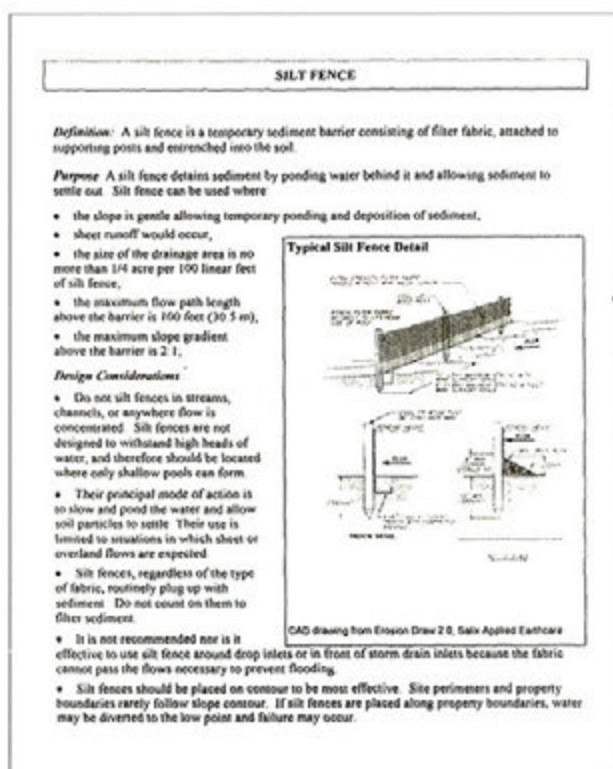 SILT FENCE
Definition: A silt fence is a temporary sediment barrier consisting of filter fabric, attached to
supporting posts and entrenched into the soil.
Purpose A silt fence detains sediment by ponding water behind it and allowing sediment to
settle out. Silt fence can be used where
• the slope is gentle allowing temporary ponding and deposition of sediment,
• sheet runoff would occur,
• the size of the drainage area is no
more than 1/4 acre per 100 linear feet
of silt fence,
• the maximum flow path length
above the barrier is 100 feet (30.5 m),
• the maximum slope gradient
above the barrier is 2:1,
Design Considerations
• Do not silt fences in streams,
channels, or anywhere flow is
concentrated. Silt fences are not
designed to withstand high heads of
water, and therefore should be located
where only shallow pools can form.
• Their principal mode of action is
to slow and pond the water and allow
soil particles to settle. Their use is
limited to situations in which sheet or
overland flows are expected.
• Silt fences, regardless of the type
of fabric, routinely plug up with
sediment. Do not count on them to
filter sediment.
Typical Silt Fence Detail
FLOW
TRENCH DETAIL
CAD drawing from Erosion Draw 2.0, Salix Applied Earthcare
• It is not recommended nor is it
effective to use silt fence around drop inlets or in front of storm drain inlets because the fabric
cannot pass the flows necessary to prevent flooding.
• Silt fences should be placed on contour to be most effective. Site perimeters and property
boundaries rarely follow slope contour. If silt fences are placed along property boundaries, water
may be diverted to the low point and failure may occur.